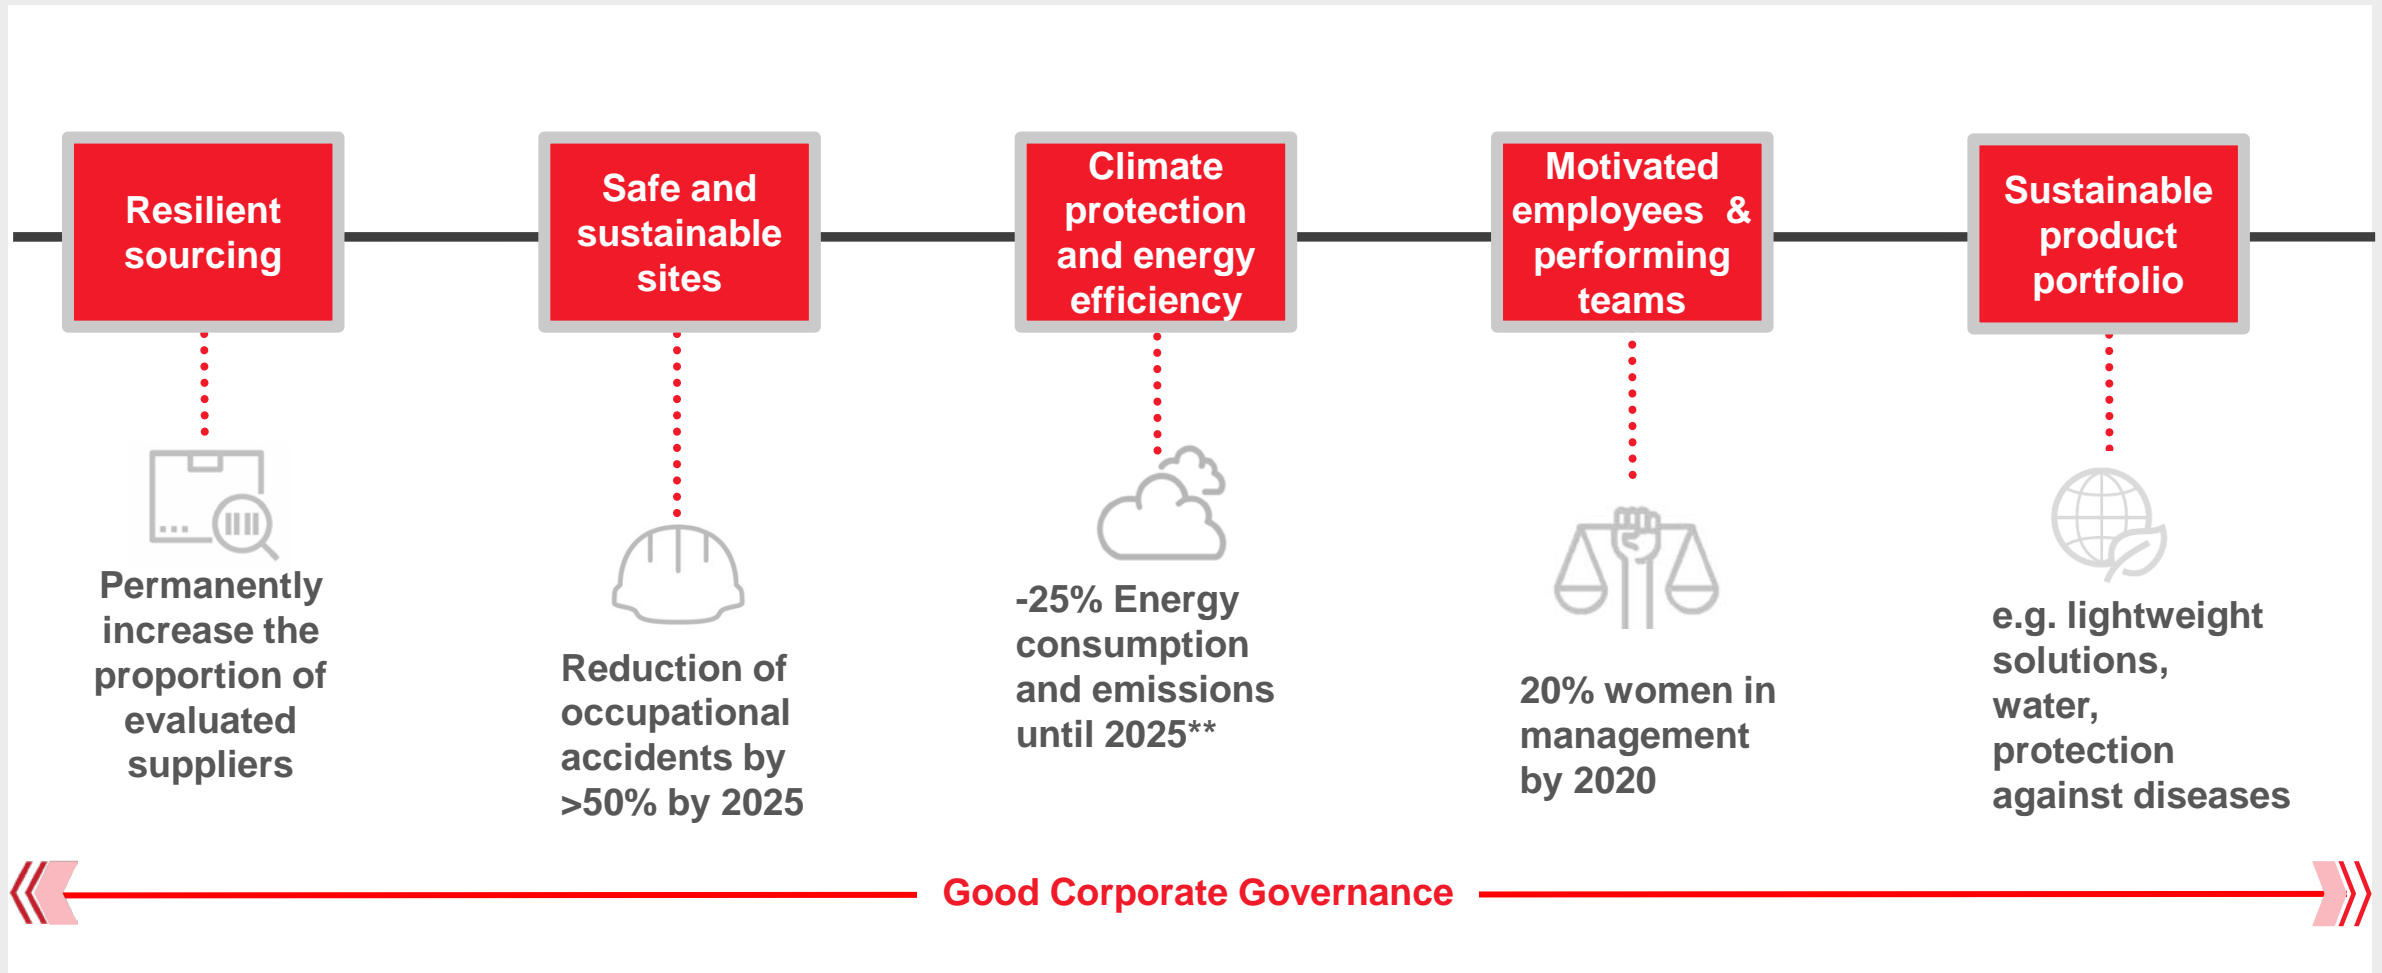 Resilient
sourcing
Safe and
sustainable
sites
Climate
protection
and energy
efficiency
Motivated
employees &
performing
teams
Sustainable
product
portfolio
Permanently
increase the
proportion of
evaluated
suppliers
Reduction of
occupational
accidents by
>50% by 2025
-25% Energy
consumption
and emissions
until 2025**
20% women in
management
by 2020
e.g. lightweight
solutions,
water,
protection
against diseases
Good Corporate Governance